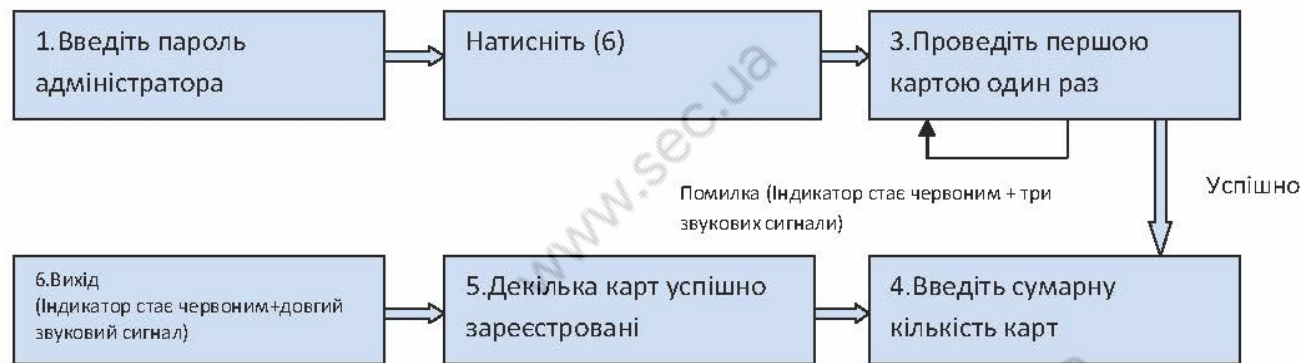 1.Введіть пароль
адміністратора
Натисніть (6)
3.Проведіть першою
картою один раз
Помилка (Індикатор стає червоним + три
звукових сигнали)
Успішно
6.Вихід
(Індикатор стає червоним+довгий
звуковий сигнал)
5.Декілька карт успішно
зареєстровані
4.Введіть сумарну
кількість карт
www.sec.ua